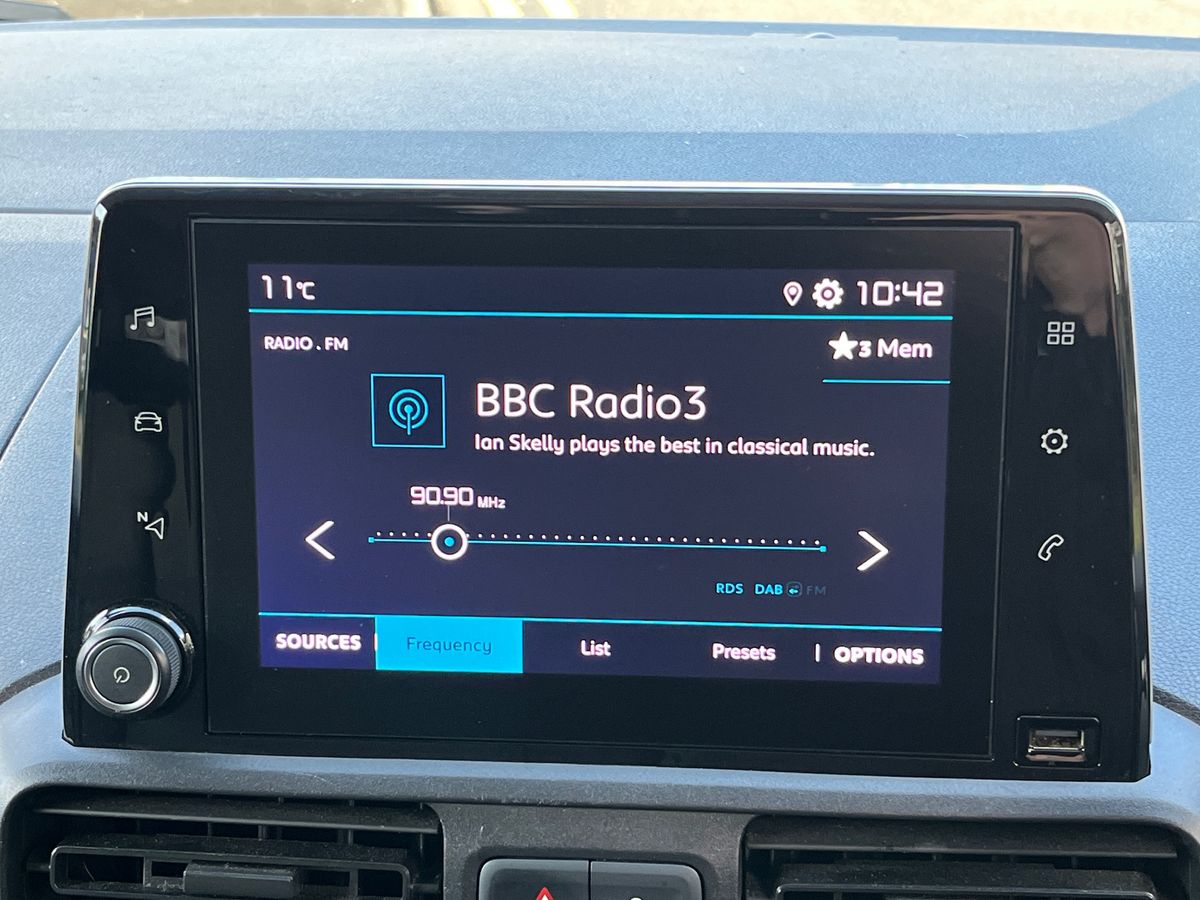 11°C
10:42
RADIO . FM
★3 Mem
BBC Radio3
Ian Skelly plays the best in classical music.
90.90 MHz
N
RDS DAB FM
SOURCES Frequency List Presets OPTIONS